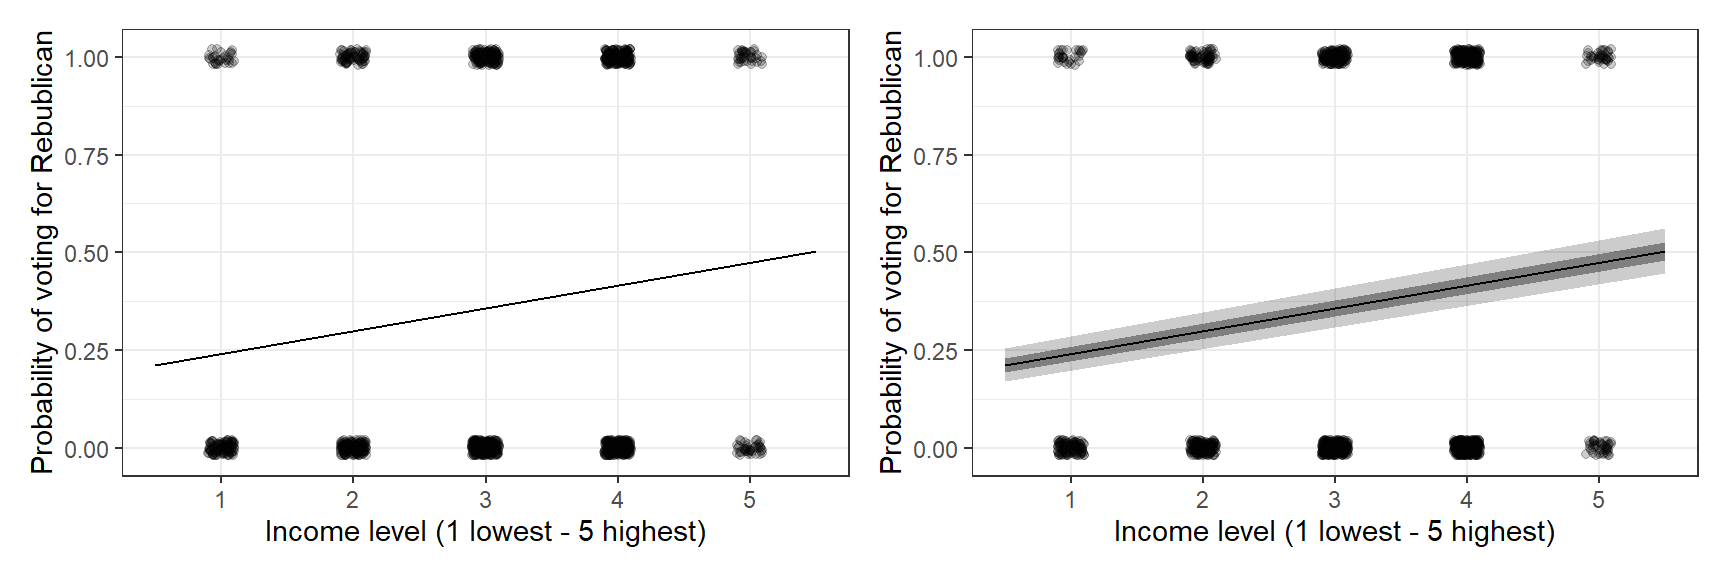 Probability of voting for Rebublican
1.00
0.75
0.50
0.25
0.00
1 2 3 4 5
Income level (1 lowest - 5 highest)
Probability of voting for Rebublican
1.00
0.75
0.50
0.25
0.00
1 2 3 4 5
Income level (1 lowest - 5 highest)